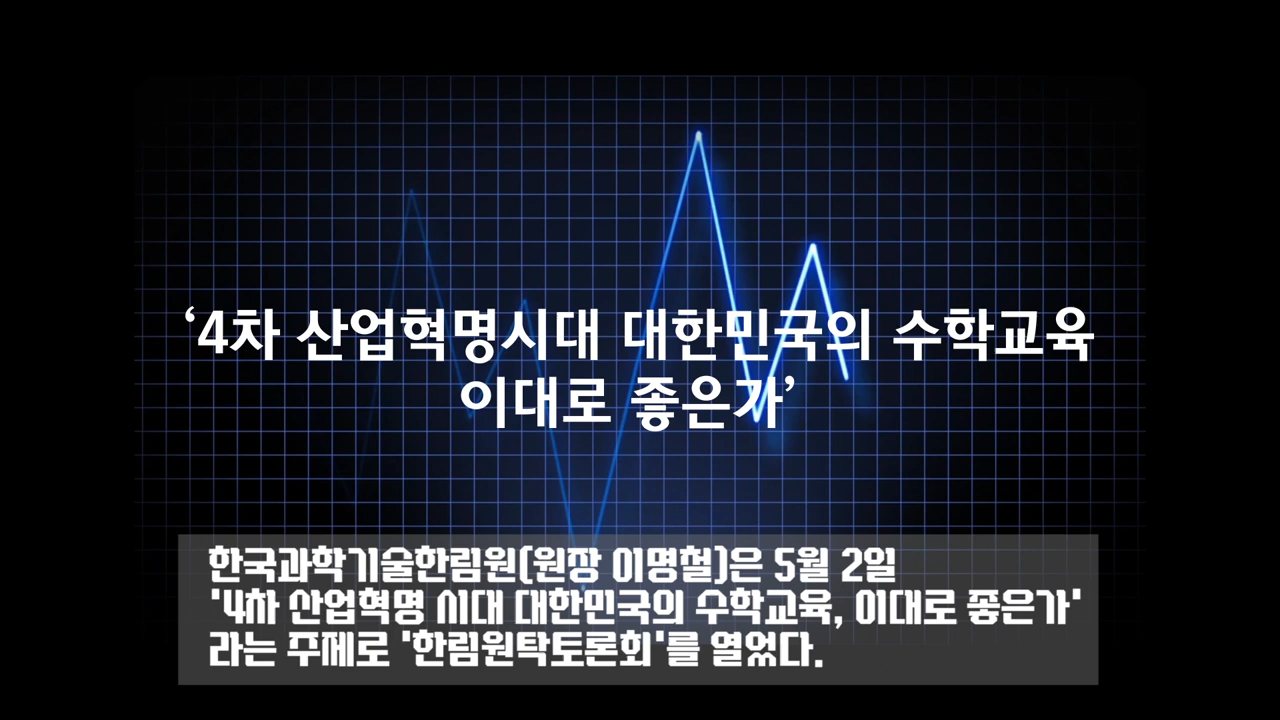 ‘4차 산업혁명시대 대한민국의 수학교육
이대로 좋은가’
한국과학기술한림원(원장 이명철)은 5월 2일
'4차 산업혁명 시대 대한민국의 수학교육, 이대로 좋은가'
라는 주제로 '한림원탁토론회'를 열었다.